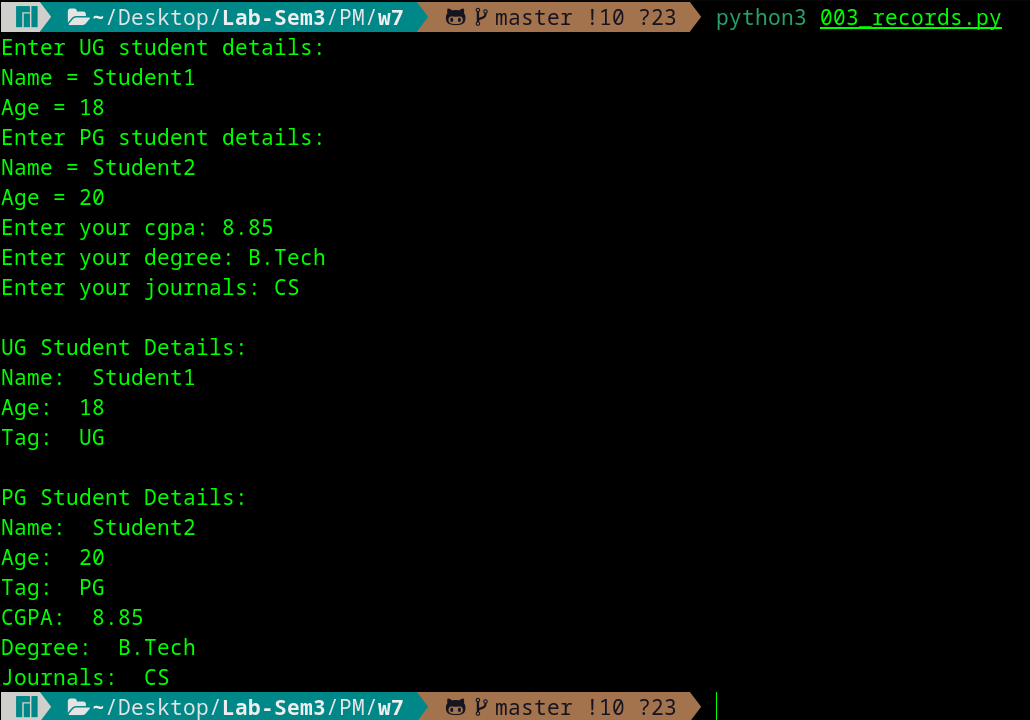 ~/Desktop/Lab-Sem3/PM/w7 master !10 ?23 python3 003_records.py
Enter UG student details:
Name = Student1
Age = 18
Enter PG student details:
Name = Student2
Age = 20
Enter your cgpa: 8.85
Enter your degree: B.Tech
Enter your journals: CS
UG Student Details:
Name:  Student1
Age:  18
Tag:  UG
PG Student Details:
Name:  Student2
Age:  20
Tag:  PG
CGPA:  8.85
Degree:  B.Tech
Journals:  CS
~/Desktop/Lab-Sem3/PM/w7 master !10 ?23